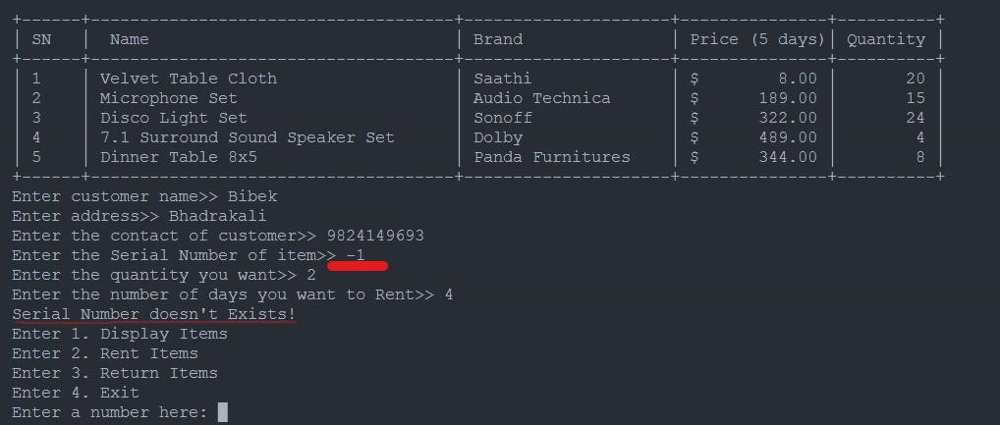 +------+-------------------------------------+---------------------+---------------+----------+
| SN | Name | Brand | Price (5 days)| Quantity |
+------+-------------------------------------+---------------------+---------------+----------+
| 1 | Velvet Table Cloth | Saathi | $ 8.00 | 20 |
| 2 | Microphone Set | Audio Technica | $ 189.00 | 15 |
| 3 | Disco Light Set | Sonoff | $ 322.00 | 24 |
| 4 | 7.1 Surround Sound Speaker Set | Dolby | $ 489.00 | 4 |
| 5 | Dinner Table 8x5 | Panda Furnitures | $ 344.00 | 8 |
+------+-------------------------------------+---------------------+---------------+----------+
Enter customer name>> Bibek
Enter address>> Bhadrakali
Enter the contact of customer>> 9824149693
Enter the Serial Number of item>> -1
Enter the quantity you want>> 2
Enter the number of days you want to Rent>> 4
Serial Number doesn't Exists!
Enter 1. Display Items
Enter 2. Rent Items
Enter 3. Return Items
Enter 4. Exit
Enter a number here: